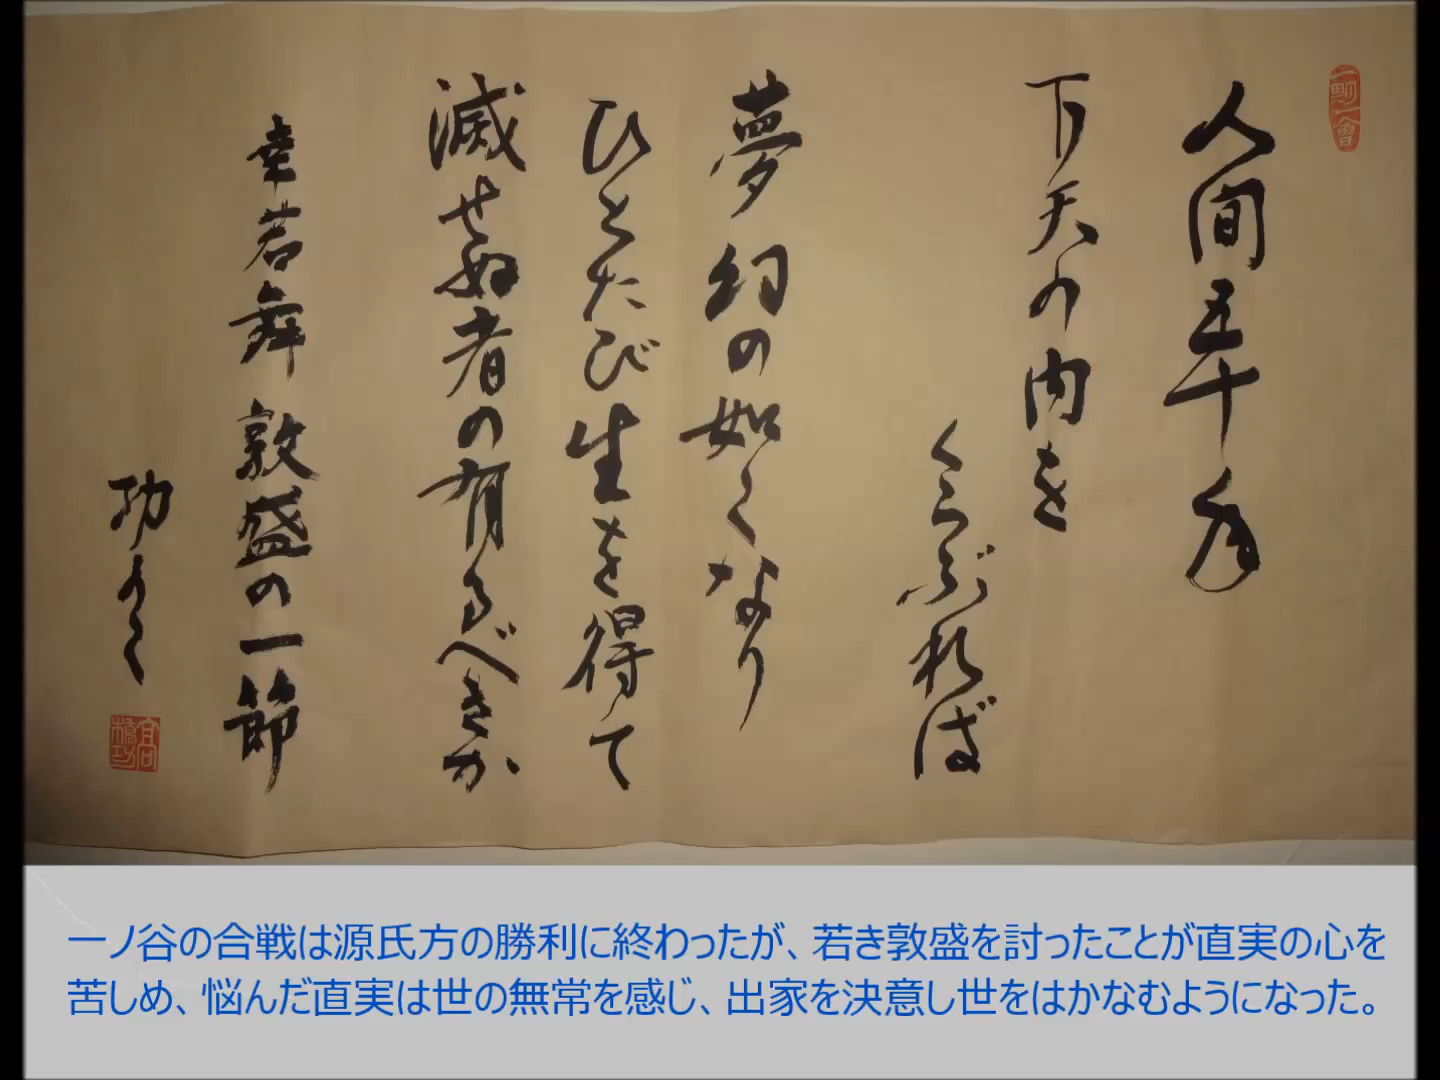 人間五十年
下天の内を
くらぶれば
夢幻の如くなり
ひとたび生を得て
滅せぬ者の有るべきか
幸若舞 敦盛の一節
功かく
一ノ谷の合戦は源氏方の勝利に終わったが、若き敦盛を討ったことが直実の心を
苦しめ、悩んだ直実は世の無常を感じ、出家を決意し世をはかなむようになった。